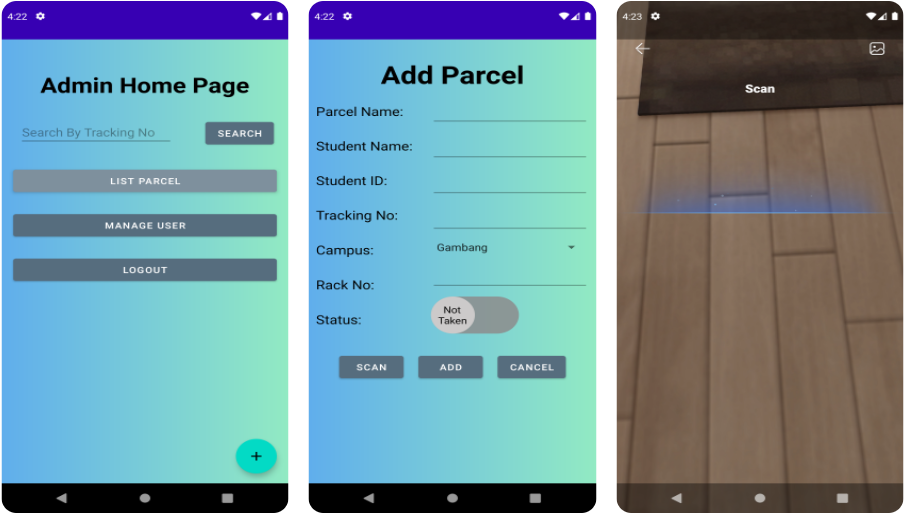 4:22
Admin Home Page
Search By Tracking No
SEARCH
LIST PARCEL
MANAGE USER
LOGOUT
+
4:22
Add Parcel
Parcel Name:
Student Name:
Student ID:
Tracking No:
Campus:
Gambang
Rack No:
Status:
Not
Taken
SCAN
ADD
CANCEL
4:23
Scan